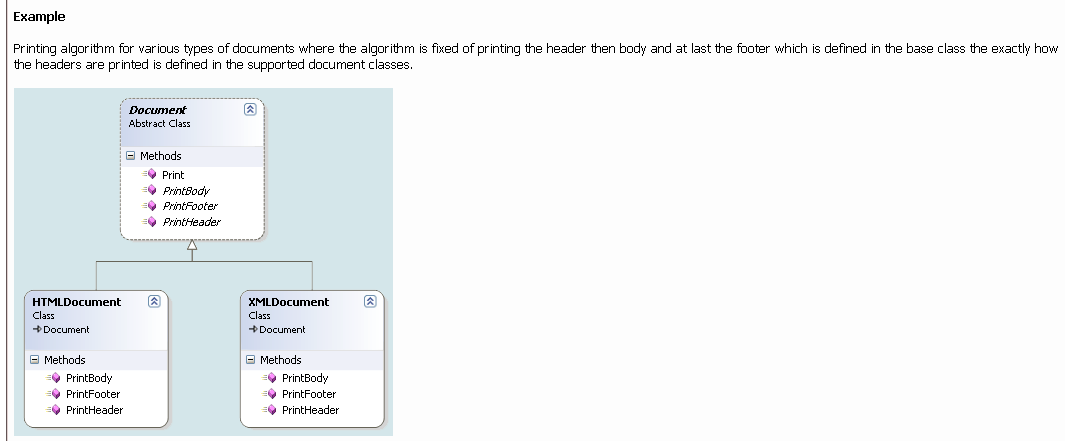 Example
Printing algorithm for various types of documents where the algorithm is fixed of printing the header then body and at last the footer which is defined in the base class the exactly how
the headers are printed is defined in the supported document classes.
Document
Abstract Class
Methods
Print
PrintBody
PrintFooter
PrintHeader
HTMLDocument
Class
Document
Methods
PrintBody
PrintFooter
PrintHeader
XMLDocument
Class
Document
Methods
PrintBody
PrintFooter
PrintHeader